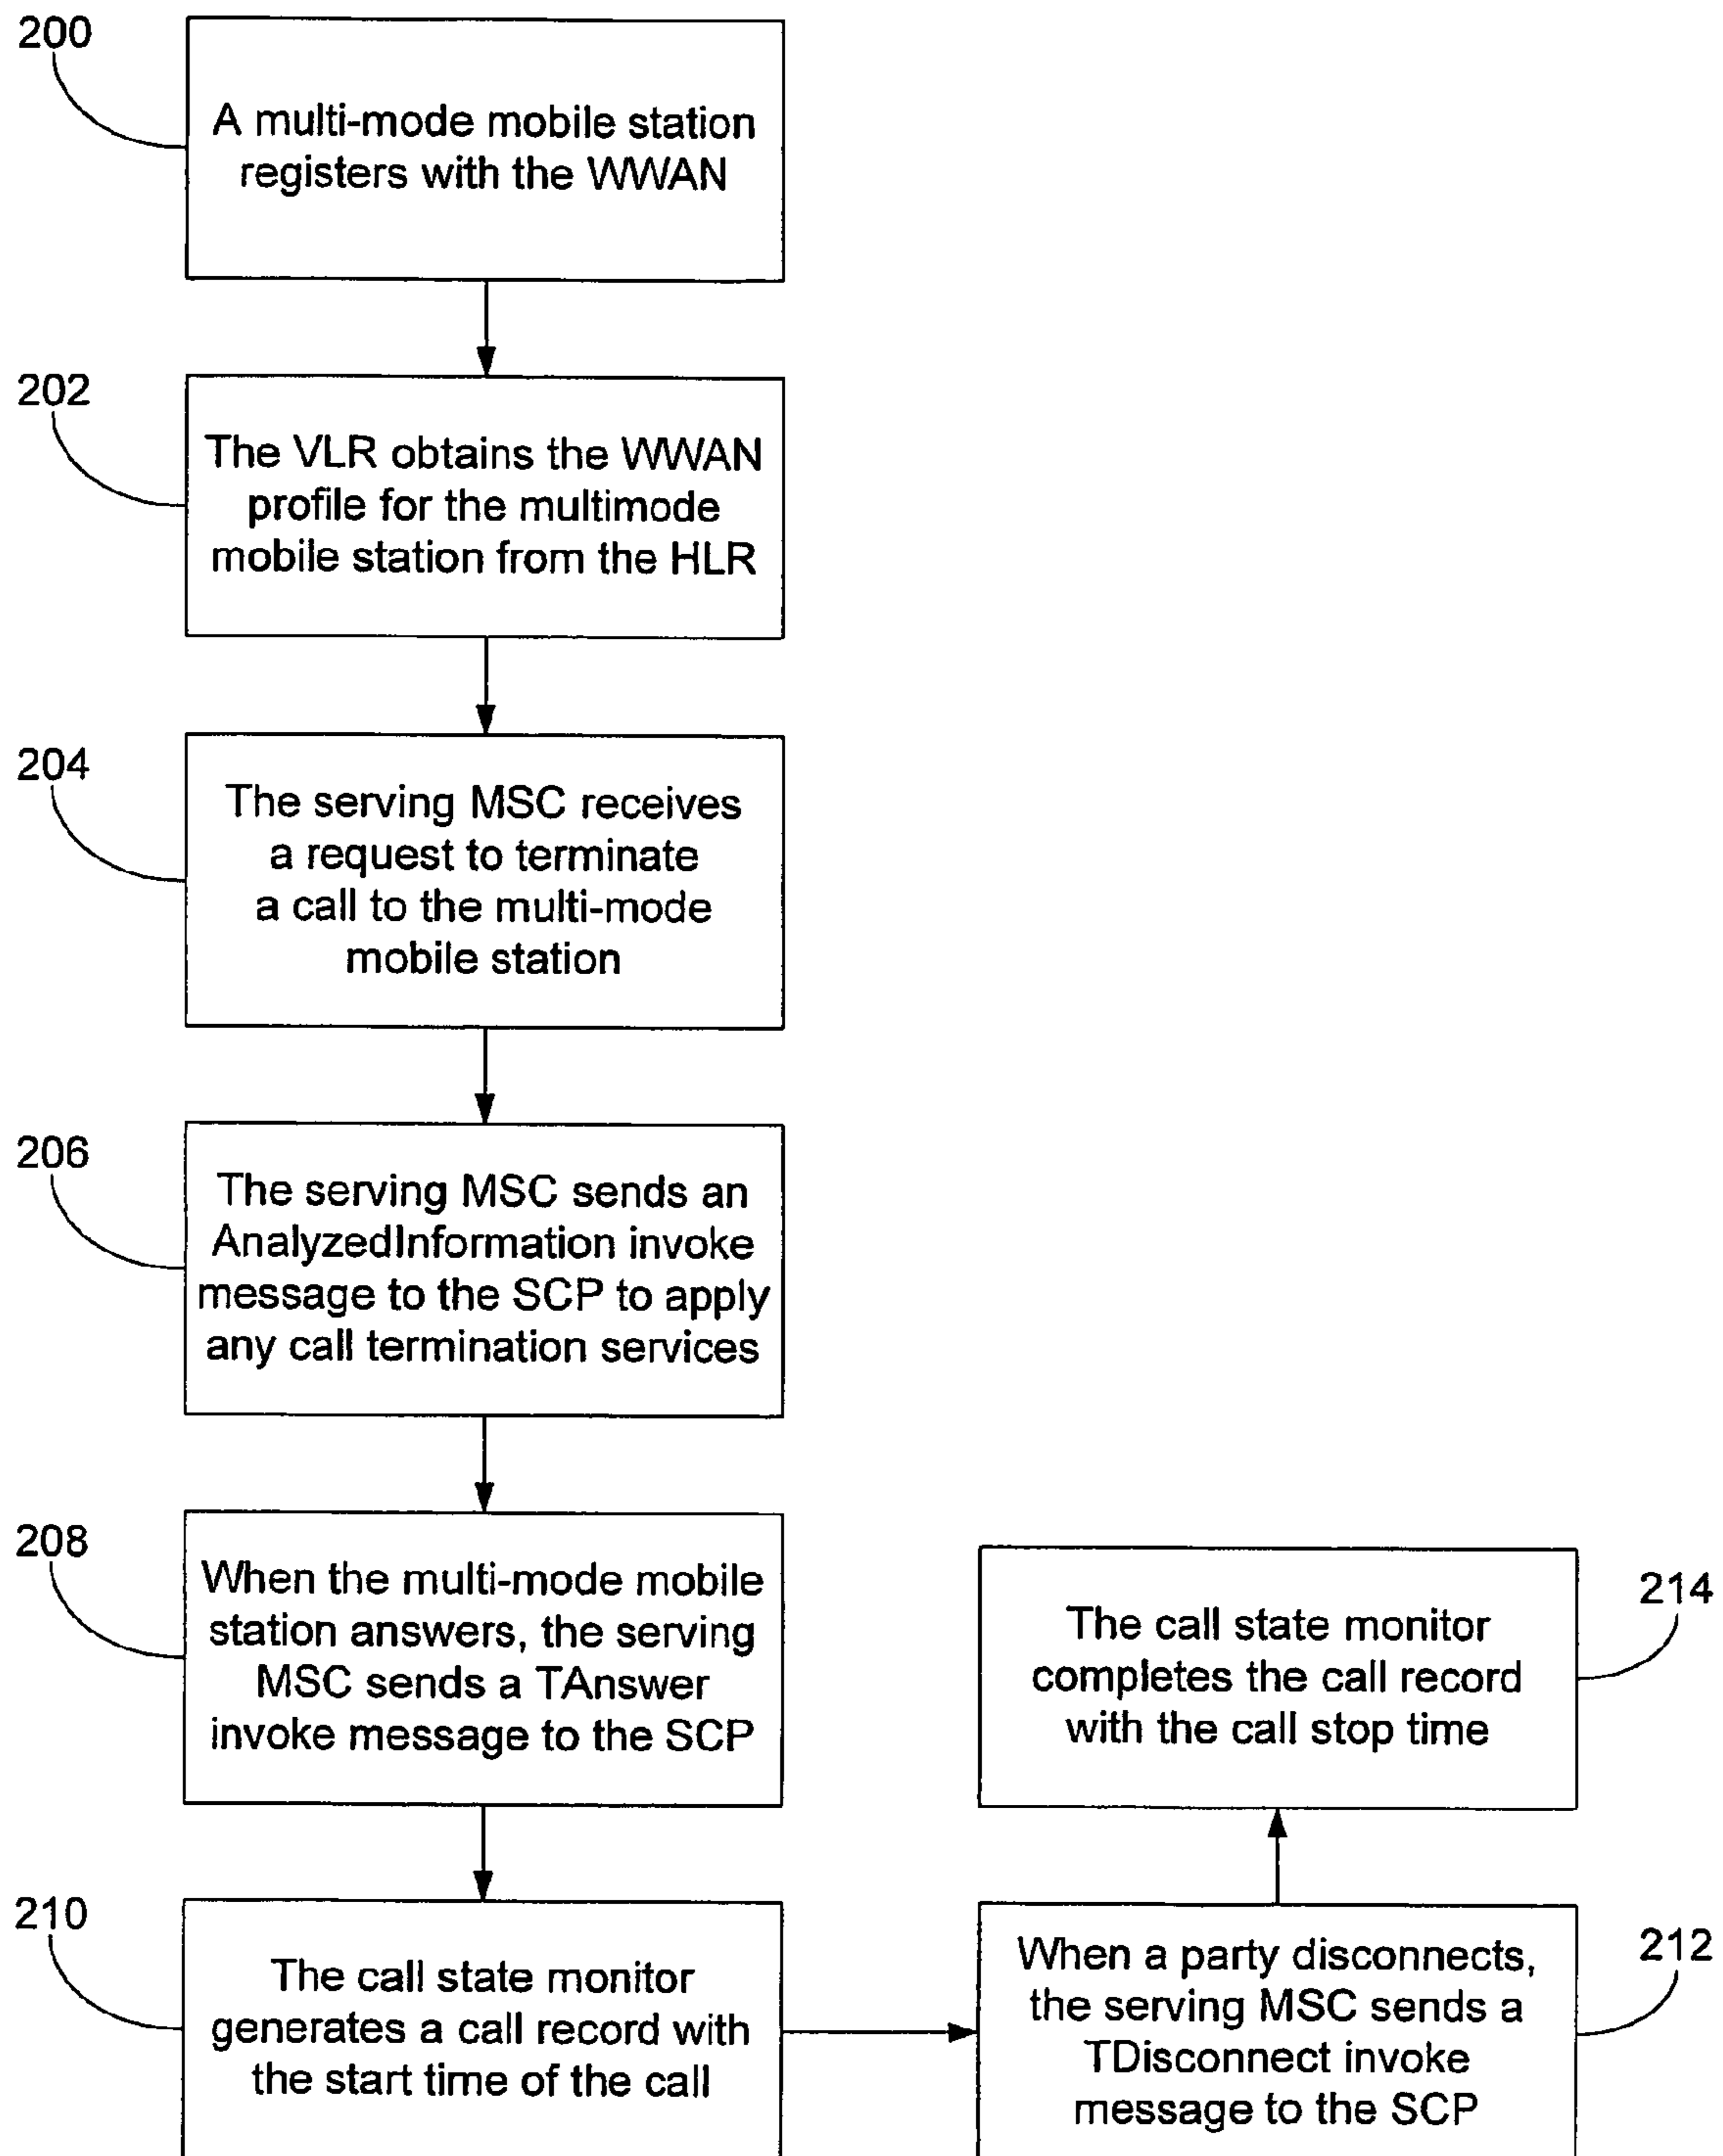 200
A multi-mode mobile station
registers with the WWAN
202
The VLR obtains the WWAN
profile for the multimode
mobile station from the HLR
204
The serving MSC receives
a request to terminate
a call to the multi-mode
mobile station
206
The serving MSC sends an
AnalyzedInformation invoke
message to the SCP to apply
any call termination services
208
When the multi-mode mobile
station answers, the serving
MSC sends a TAnswer
invoke message to the SCP
210
The call state monitor
generates a call record with
the start time of the call
212
When a party disconnects,
the serving MSC sends a
TDisconnect invoke
message to the SCP
214
The call state monitor
completes the call record
with the call stop time